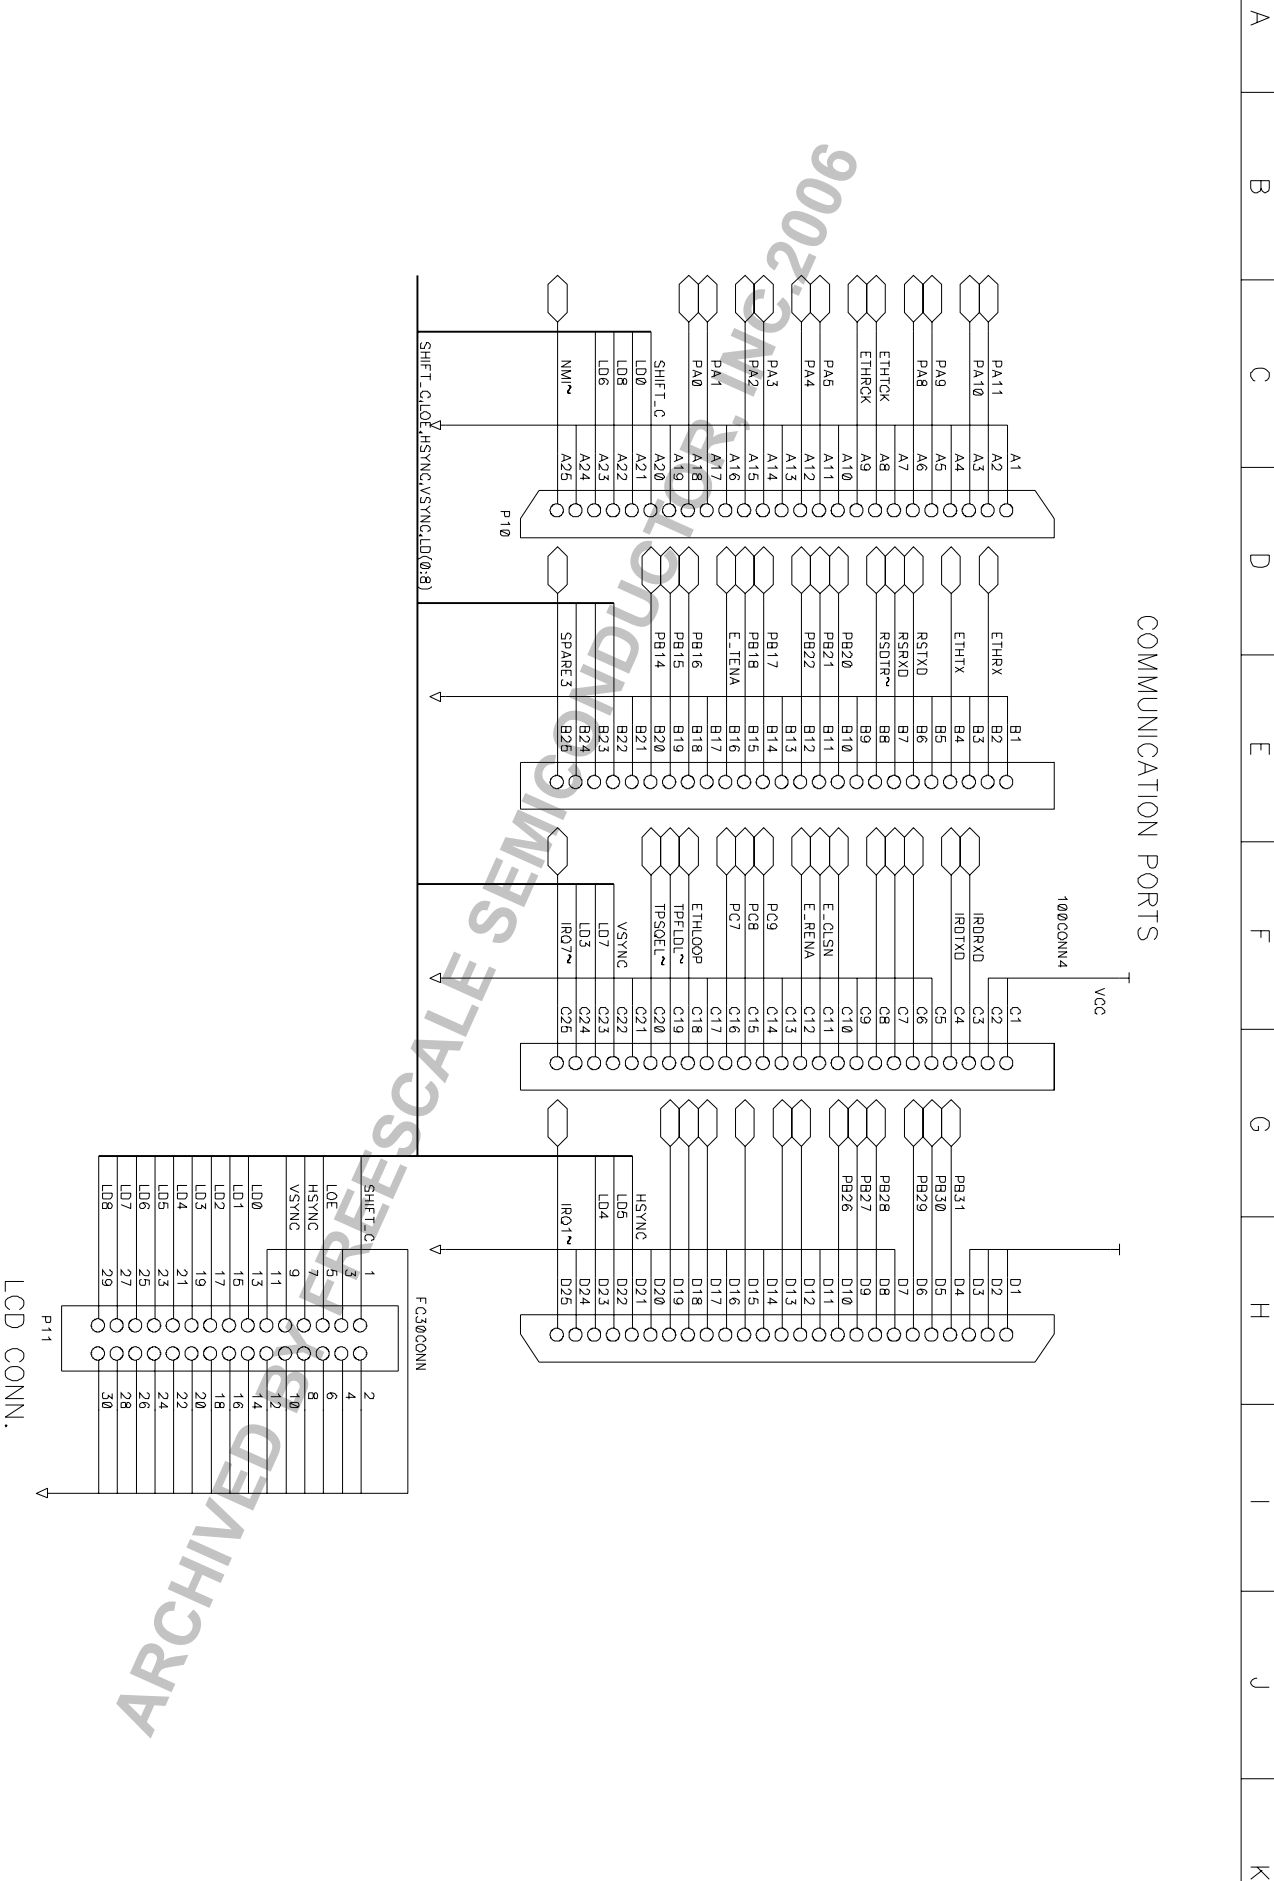 A
B
C
D
E
F
G
H
I
J
K
COMMUNICATION PORTS
100CONN4
VCC
PA11
PA10
PA9
PA8
ETHTCK
ETHRCK
PA5
PA4
PA3
PA2
PA1
PA0
SHIFT_C
LD0
LD8
LD6
NMI~
A1
A2
A3
A4
A5
A6
A7
A8
A9
A10
A11
A12
A13
A14
A15
A16
A17
A18
A19
A20
A21
A22
A23
A24
A25
P10
ETHRX
ETHTX
RSTXD
RSRXD
RSDTR~
PB20
PB21
PB22
PB17
PB18
E_TENA
PB16
PB15
PB14
SPARE3
B1
B2
B3
B4
B5
B6
B7
B8
B9
B10
B11
B12
B13
B14
B15
B16
B17
B18
B19
B20
B21
B22
B23
B24
B25
IRDRXD
IRDTXD
E_CLSN
E_RENA
PC9
PC8
PC7
ETHLOOP
TPFLDL~
TPSQEL~
VSYNC
LD7
LD3
IRQ7~
C1
C2
C3
C4
C5
C6
C7
C8
C9
C10
C11
C12
C13
C14
C15
C16
C17
C18
C19
C20
C21
C22
C23
C24
C25
PB31
PB30
PB29
PB28
PB27
PB26
HSYNC
LD5
LD4
IRQ1~
D1
D2
D3
D4
D5
D6
D7
D8
D9
D10
D11
D12
D13
D14
D15
D16
D17
D18
D19
D20
D21
D22
D23
D24
D25
SHIFT_C,LOE,HSYNC,VSYNC,LD(0:8)
FC30CONN
SHIFT_C
LOE
HSYNC
VSYNC
LD0
LD1
LD2
LD3
LD4
LD5
LD6
LD7
LD8
1
3
5
7
9
11
13
15
17
19
21
23
25
27
29
2
4
6
8
10
12
14
16
18
20
22
24
26
28
30
P11
LCD CONN.
ARCHIVED BY FREESCALE SEMICONDUCTOR, INC.2006